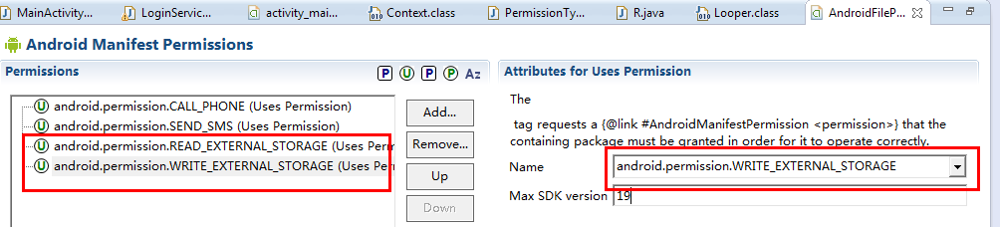 MainActivity...
LoginServic...
activity_mai...
Context.class
PermissionTy...
R.java
Looper.class
AndroidFileP...
Android Manifest Permissions
Permissions
P U P P Az
U android.permission.CALL_PHONE (Uses Permission)
U android.permission.SEND_SMS (Uses Permission)
U android.permission.READ_EXTERNAL_STORAGE (Uses Perm
U android.permission.WRITE_EXTERNAL_STORAGE (Uses Per
Add...
Remove...
Up
Down
Attributes for Uses Permission
The
tag requests a {@link #AndroidManifestPermission <permission>} that the
containing package must be granted in order for it to operate correctly.
Name android.permission.WRITE_EXTERNAL_STORAGE
Max SDK version 19